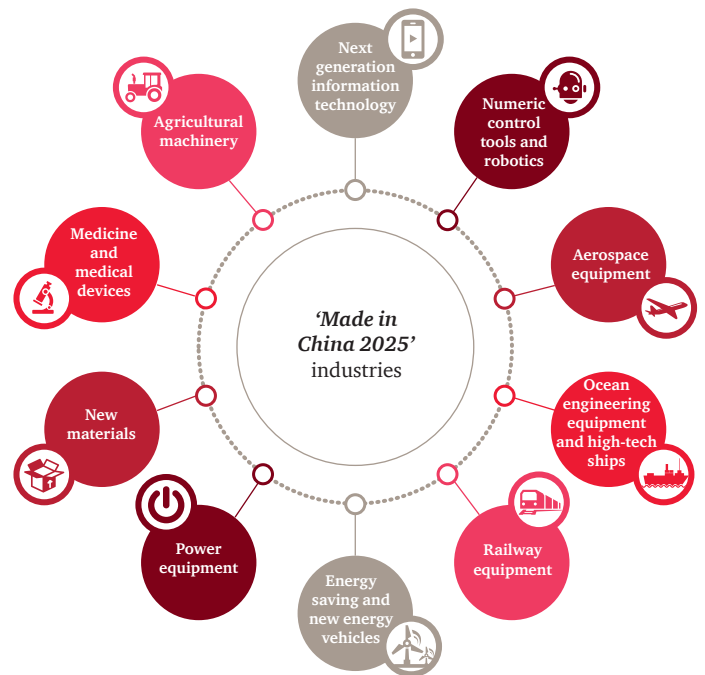 Next
generation
information
technology
Numeric
control
tools and
robotics
Aerospace
equipment
Ocean
engineering
equipment
and high-tech
ships
Railway
equipment
Energy
saving and
new energy
vehicles
Power
equipment
New
materials
Medicine
and
medical
devices
Agricultural
machinery
‘Made in
China 2025’
industries